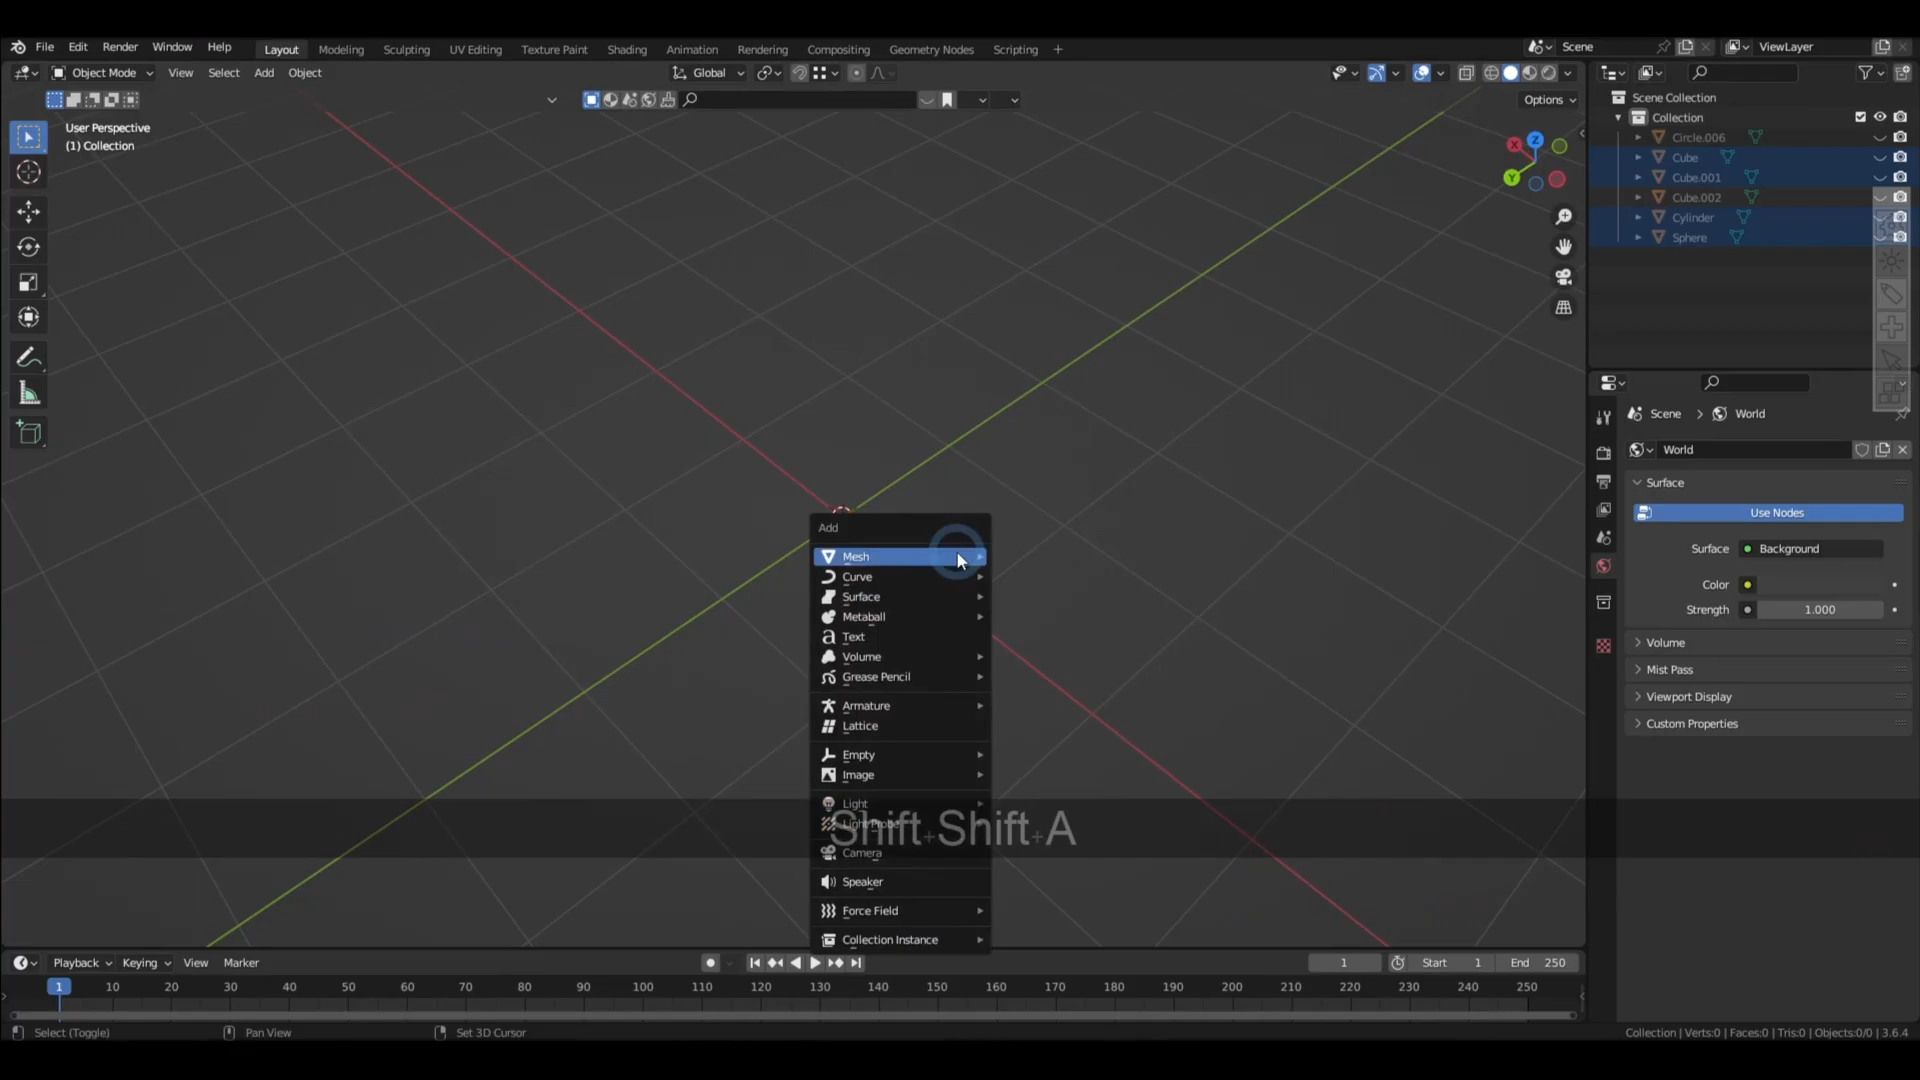 File Edit Render Window Help Layout Modeling Sculpting UV Editing Texture Paint Shading Animation Rendering Compositing Geometry Nodes Scripting + Scene ViewLayer
Object Mode View Select Add Object Global
Options
User Perspective
(1) Collection
X
Z
Y
Scene Collection
Collection
Circle.006
Cube
Cube.001
Cube.002
Cylinder
Sphere
Scene > World
World
Surface
Use Nodes
Surface Background
Color
Strength 1.000
Volume
Mist Pass
Viewport Display
Custom Properties
Add
Mesh
Curve
Surface
Metaball
Text
Volume
Grease Pencil
Armature
Lattice
Empty
Image
Light
Light Probe
Camera
Speaker
Force Field
Collection Instance
Shift+Shift+A
Playback Keying View Marker 1 Start 1 End 250
1 10 20 30 40 50 60 70 80 90 100 110 120 130 140 150 160 170 180 190 200 210 220 230 240 250
Select (Toggle) Pan View Set 3D Cursor Collection | Verts:0 | Faces:0 | Tris:0 | Objects:0/0 | 3.6.4